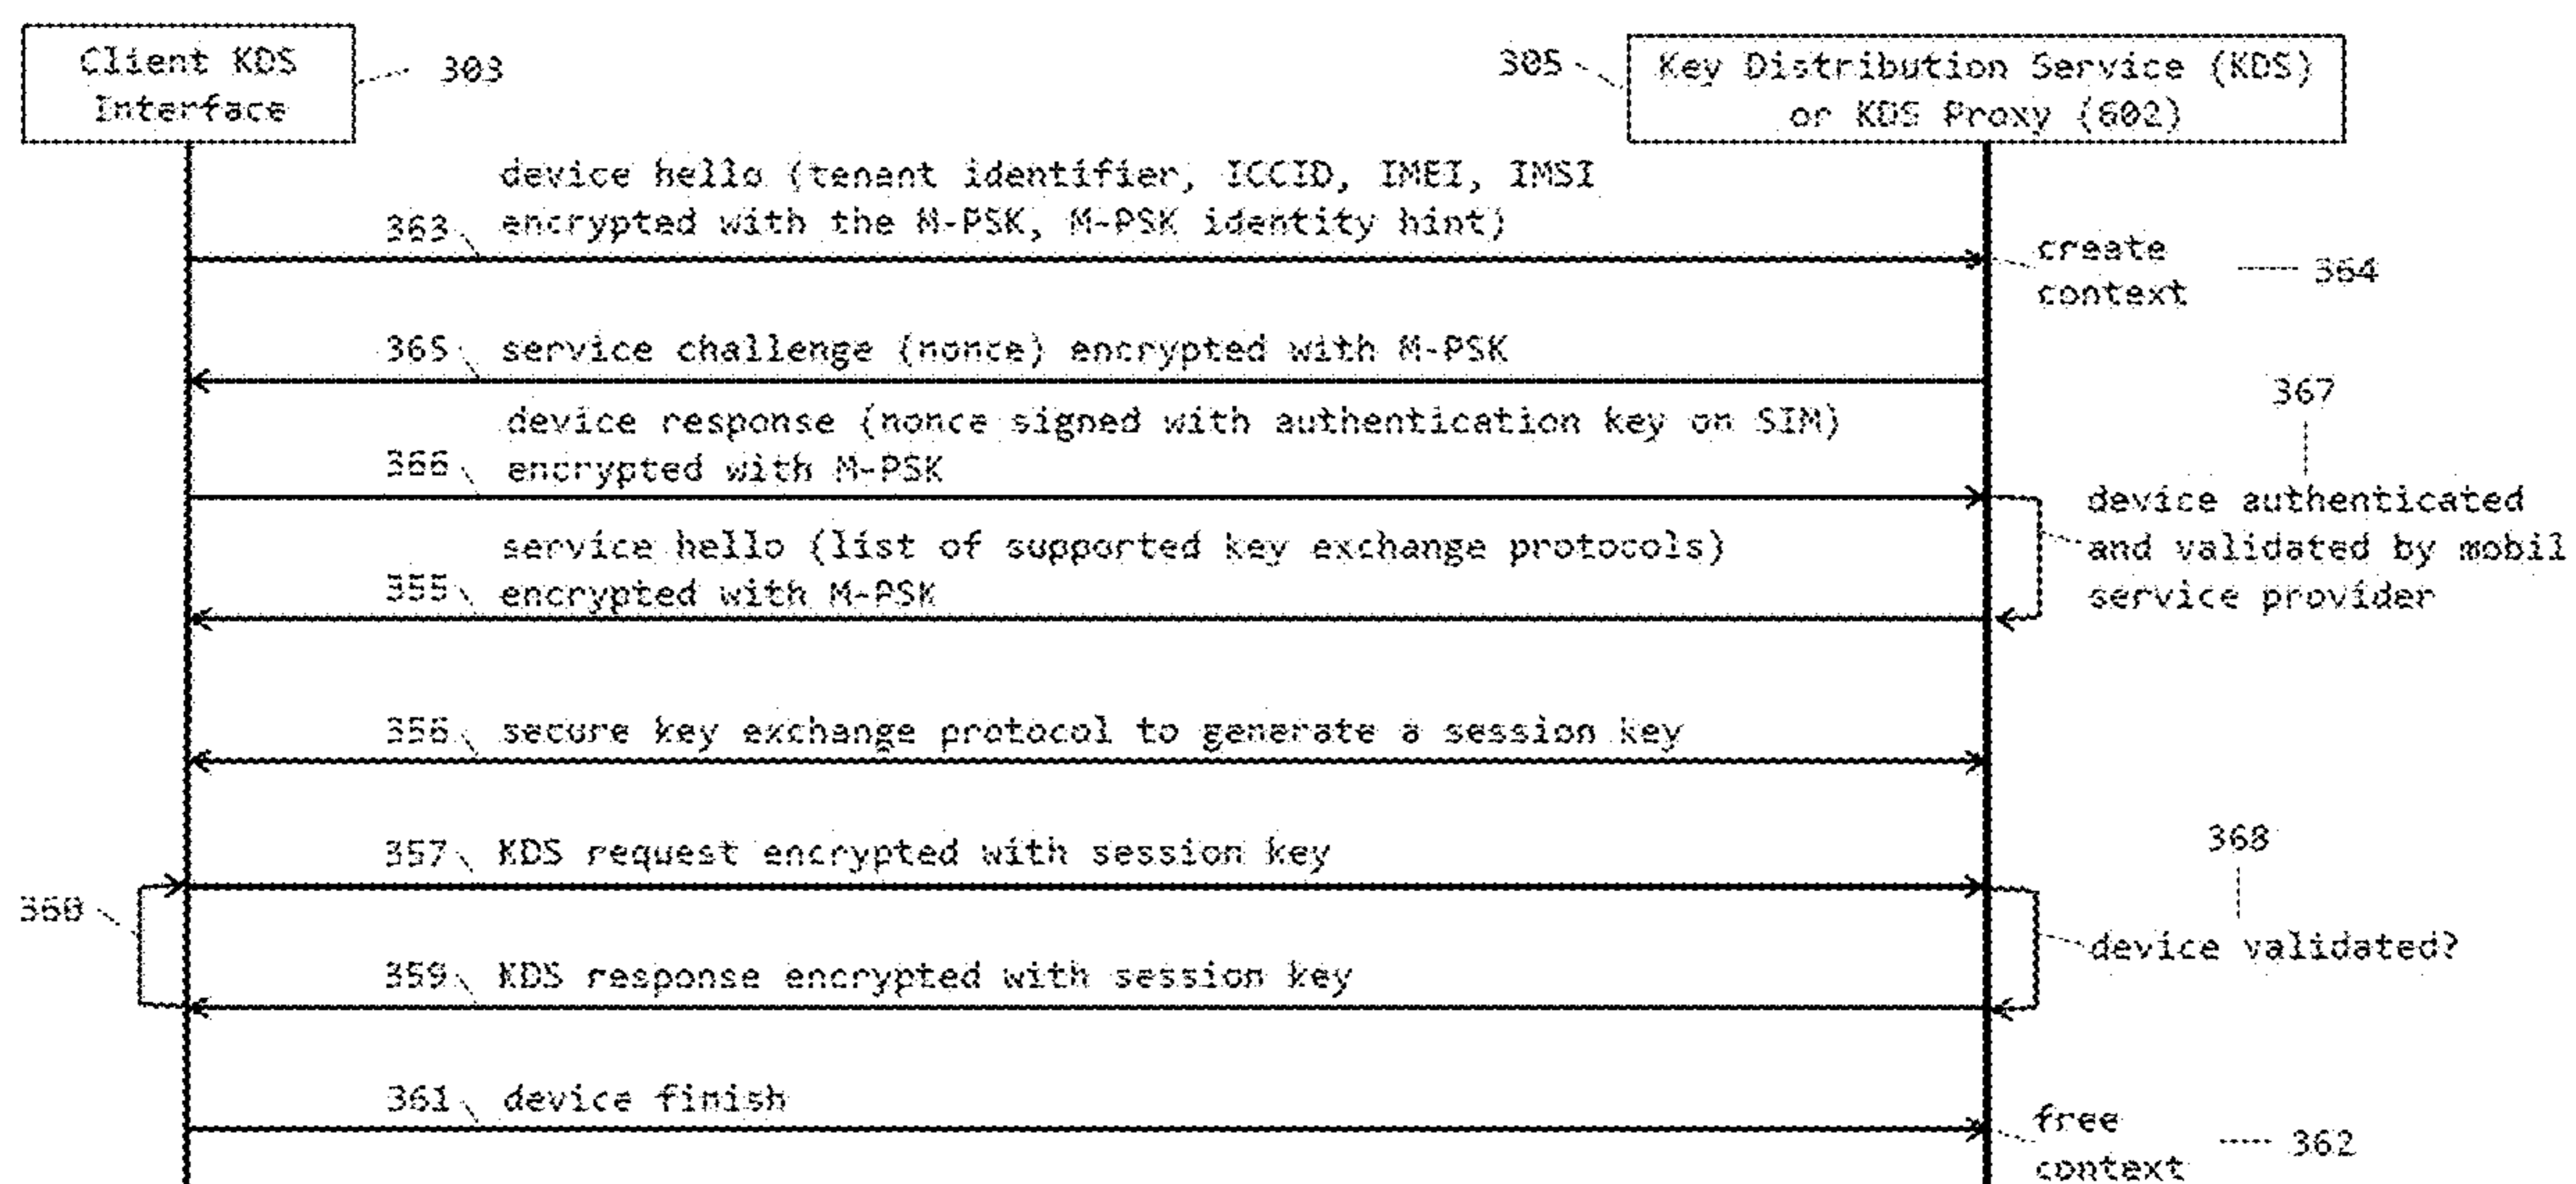 Client KDS
Interface
303
305
Key Distribution Service (KDS)
or KDS Proxy (602)
device hello (tenant identifier, ICCID, IMEI, IMSI
363
encrypted with the M-PSK, M-PSK identity hint)
create
context
364
365
service challenge (nonce) encrypted with M-PSK
367
device response (nonce signed with authentication key on SIM)
366
encrypted with M-PSK
device authenticated
and validated by mobil
service provider
service hello (list of supported key exchange protocols)
355
encrypted with M-PSK
356
secure key exchange protocol to generate a session key
357
KDS request encrypted with session key
368
360
device validated?
359
KDS response encrypted with session key
361
device finish
free
context
362